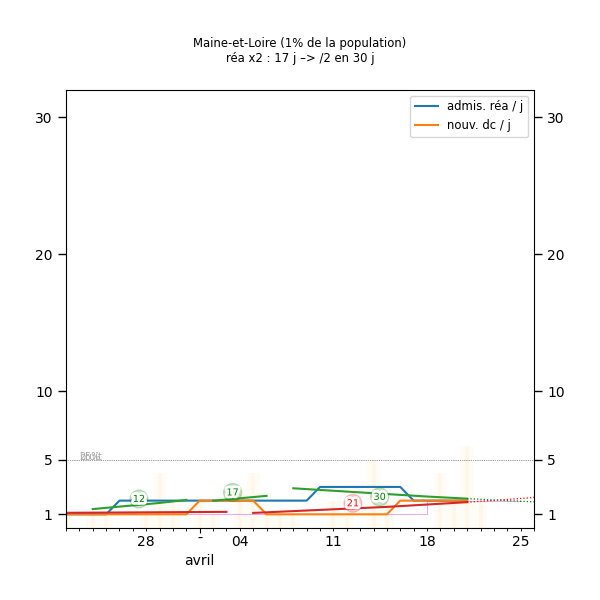 Maine-et-Loire (1% de la population)
réa x2 : 17 j –> /2 en 30 j
admis. réa / j
nouv. dc / j
30 30
20 20
10 10
5 5
1 1
12 17 21 30
28 - 04 11 18 25
avril